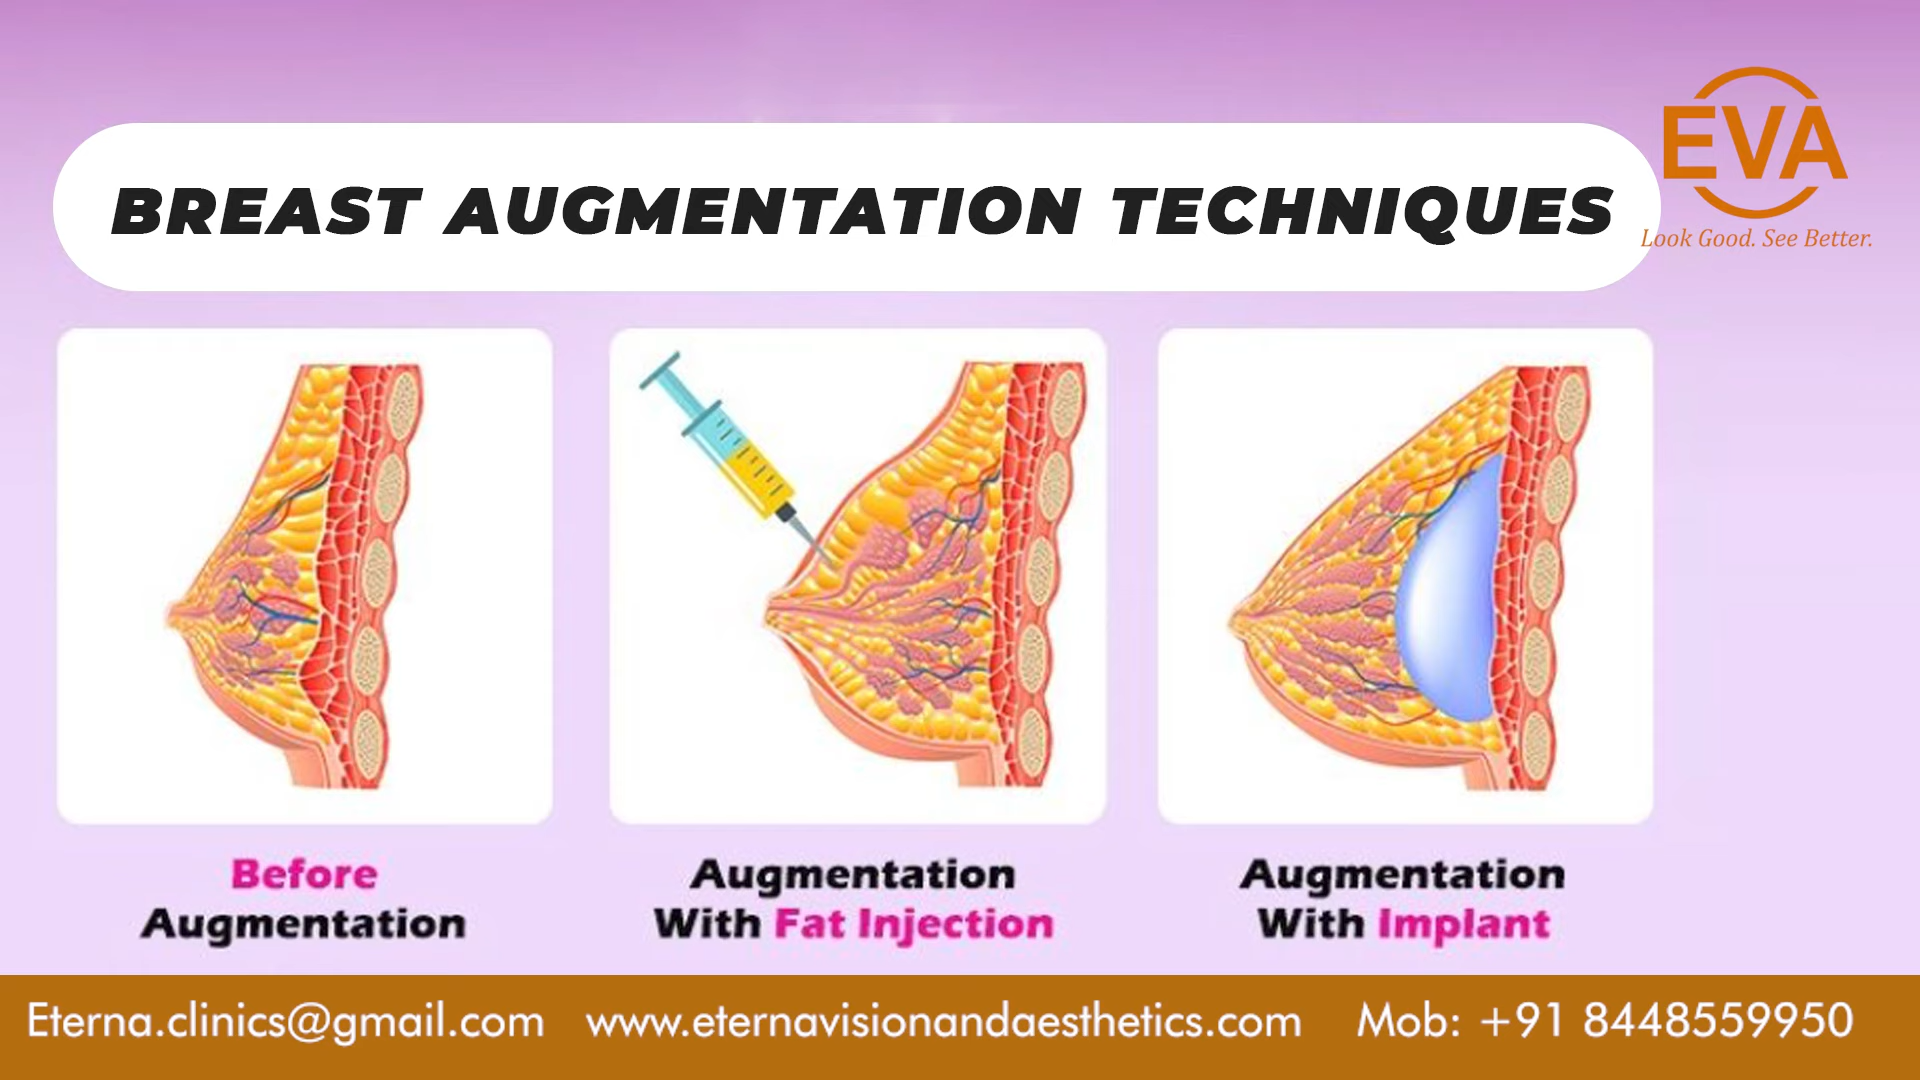 BREAST AUGMENTATION TECHNIQUES
EVA
Look Good. See Better.
Before
Augmentation
Augmentation
With Fat Injection
Augmentation
With Implant
Eterna.clinics@gmail.com www.eternavisionandaesthetics.com Mob: +91 8448559950